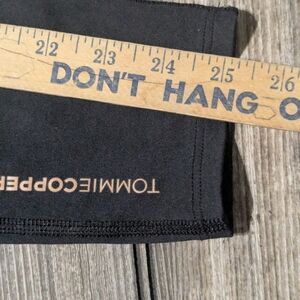 22 23 24 25 26
DON'T HANG O
TOMMIECOPPER